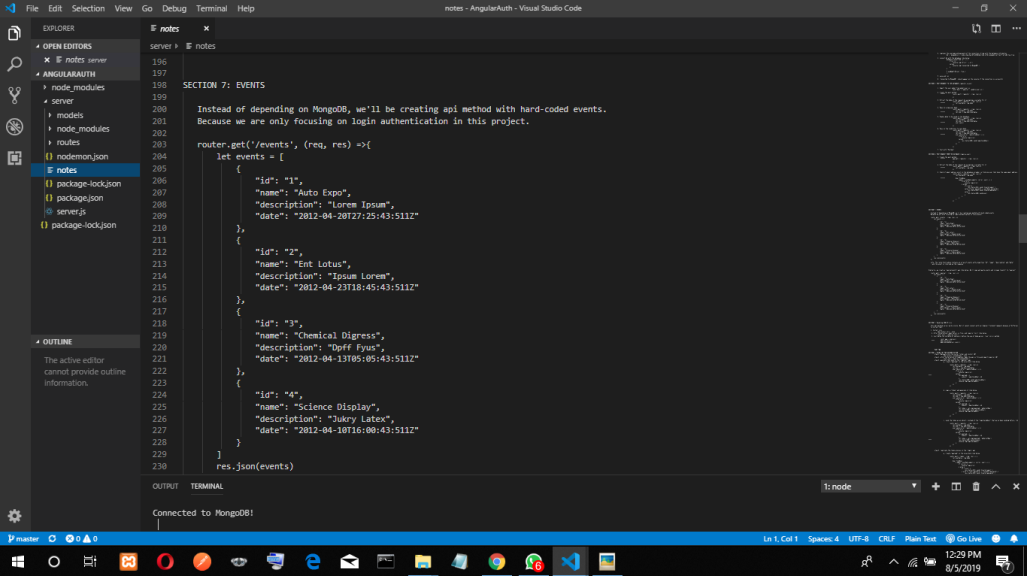 File Edit Selection View Go Debug Terminal Help
notes - AngularAuth - Visual Studio Code
EXPLORER
OPEN EDITORS
notes server
ANGULARAUTH
node_modules
server
models
node_modules
routes
nodemon.json
notes
package-lock.json
package.json
server.js
package-lock.json
OUTLINE
The active editor
cannot provide outline
information.
notes
server notes
196
197
198 SECTION 7: EVENTS
199
200 Instead of depending on MongoDB, we'll be creating api method with hard-coded events.
201 Because we are only focusing on login authentication in this project.
202
203 router.get('/events', (req, res) =>{
204 let events = [
205 {
206 "id": "1",
207 "name": "Auto Expo",
208 "description": "Lorem Ipsum",
209 "date": "2012-04-20T27:25:43:511Z"
210 },
211 {
212 "id": "2",
213 "name": "Ent Lotus",
214 "description": "Ipsum Lorem",
215 "date": "2012-04-23T18:45:43:511Z"
216 },
217 {
218 "id": "3",
219 "name": "Chemical Digress",
220 "description": "Dpff Fyus",
221 "date": "2012-04-13T05:05:43:511Z"
222 },
223 {
224 "id": "4",
225 "name": "Science Display",
226 "description": "Jukry Latex",
227 "date": "2012-04-10T16:00:43:511Z"
228 }
229 ]
230 res.json(events)
OUTPUT TERMINAL
1: node
Connected to MongoDB!
master 0 0
Ln 1, Col 1 Spaces: 4 UTF-8 CRLF Plain Text Go Live
6
12:29 PM
8/5/2019
7